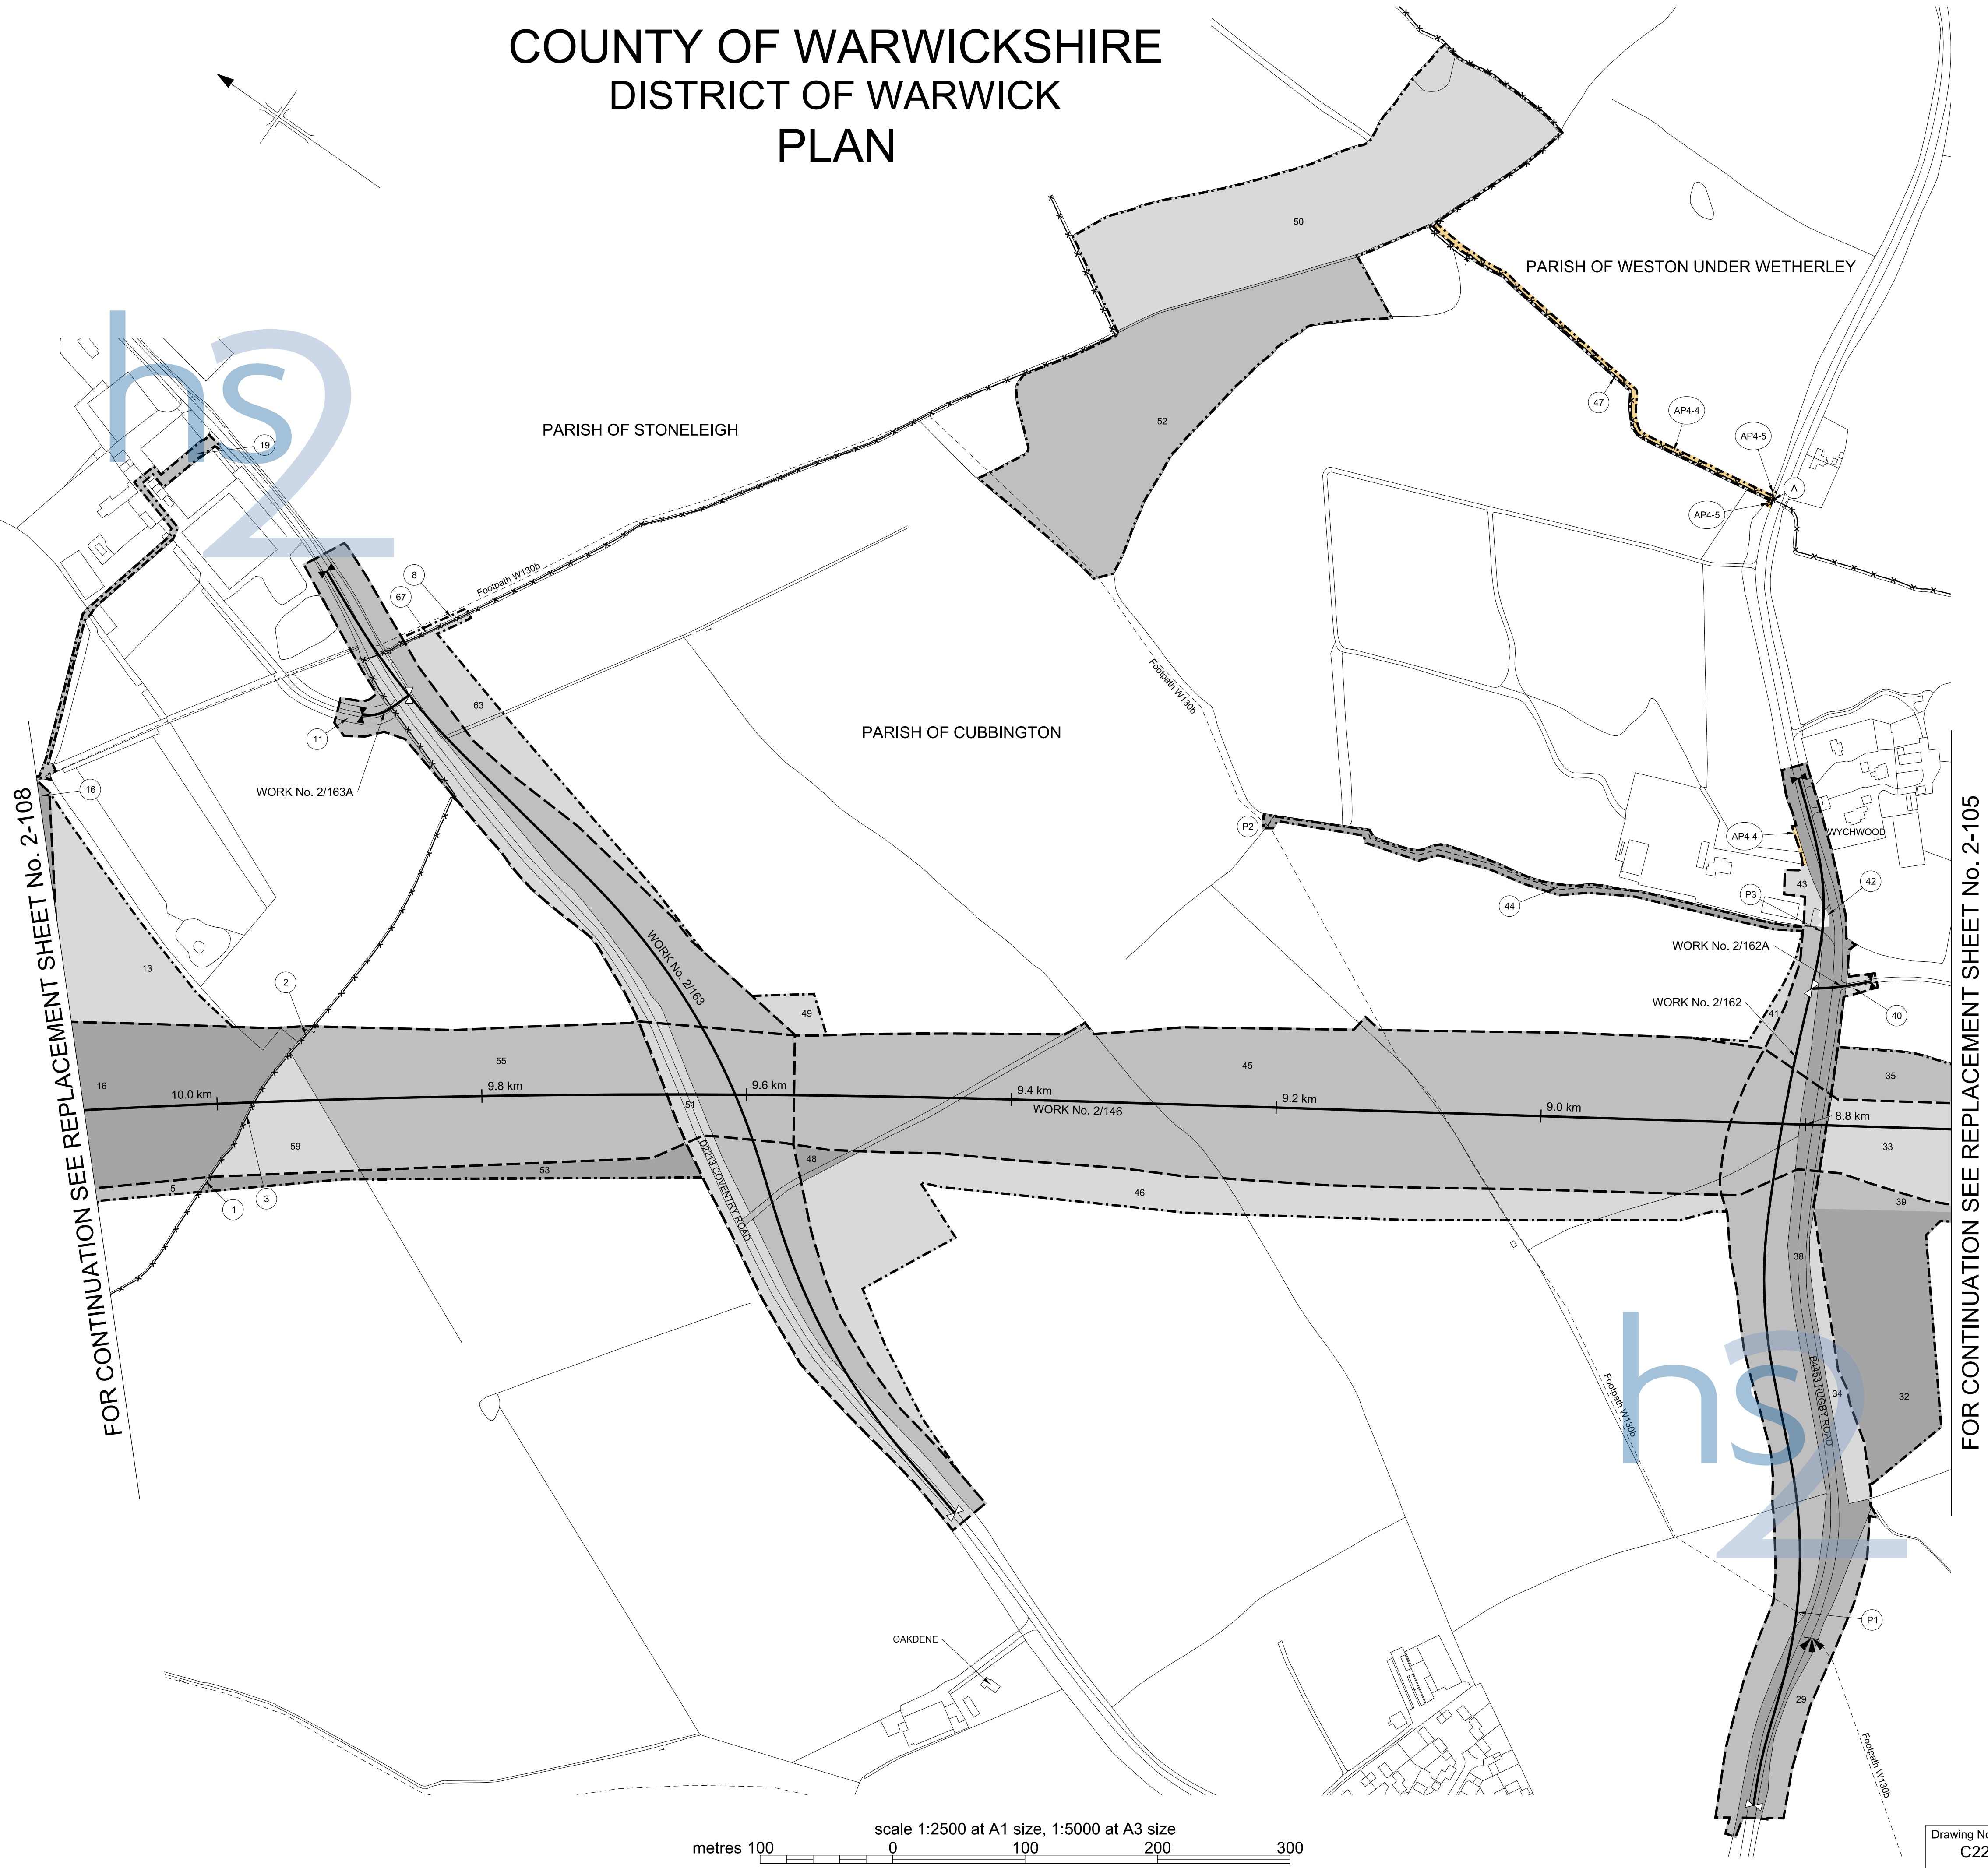 COUNTY OF WARWICKSHIRE
DISTRICT OF WARWICK
PLAN
50
PARISH OF WESTON UNDER WETHERLEY
hs2
47
AP4-4
52
PARISH OF STONELEIGH
AP4-5
19
A
AP4-5
8
Footpath W130b
67
Footpath W130b
63
11
PARISH OF CUBBINGTON
WORK No. 2/163A
16
P2
AP4-4
WYCHWOOD
43
42
P3
44
WORK No. 2/162A
WORK No. 2/163
13
2
WORK No. 2/162
49
41
40
FOR CONTINUATION SEE REPLACEMENT SHEET No. 2-108
FOR CONTINUATION SEE REPLACEMENT SHEET No. 2-105
55
45
35
16
10.0 km
9.8 km
9.6 km
9.4 km
9.2 km
9.0 km
8.8 km
51
WORK No. 2/146
59
33
48
53
D2213 COVENTRY ROAD
5
1
3
46
39
38
hs2
B4453 RUGBY ROAD
34
32
Footpath W130b
P1
OAKDENE
29
Footpath W130b
scale 1:2500 at A1 size, 1:5000 at A3 size
metres 100 0 100 200 300
Drawing No
C22